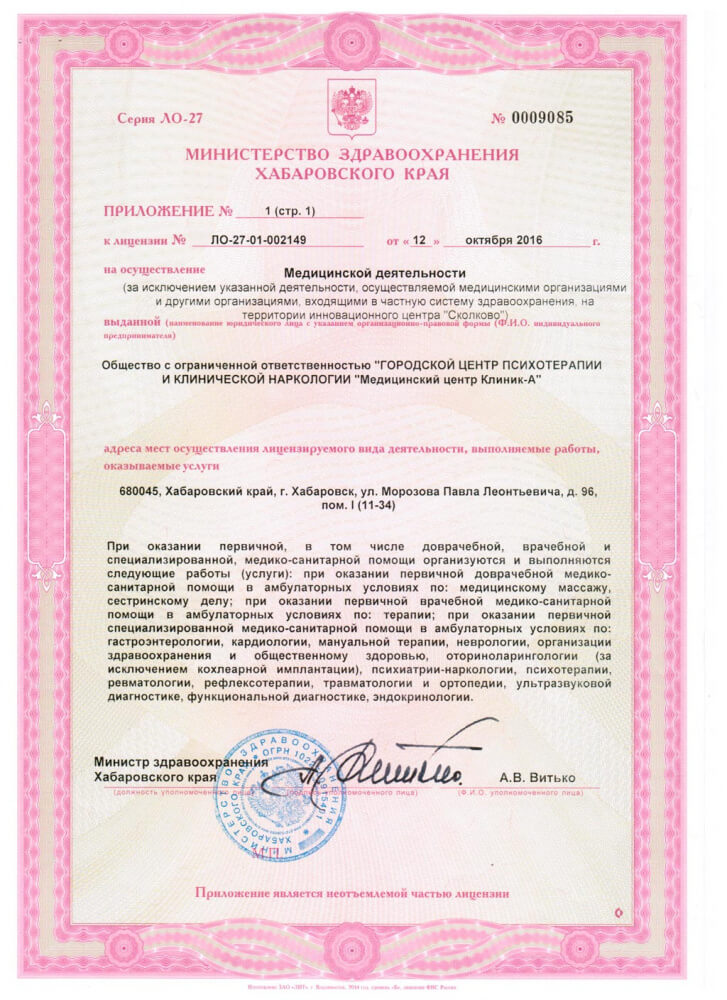 Серия ЛО-27
№ 0009085
МИНИСТЕРСТВО ЗДРАВООХРАНЕНИЯ
ХАБАРОВСКОГО КРАЯ
ПРИЛОЖЕНИЕ № 1 (стр. 1)
к лицензии № ЛО-27-01-002149 от « 12 » октября 2016 г.
на осуществление Медицинской деятельности
(за исключением указанной деятельности, осуществляемой медицинскими организациями
и другими организациями, входящими в частную систему здравоохранения, на
территории инновационного центра "Сколково")
выданной (наименование юридического лица с указанием организационно-правовой формы (Ф.И.О. индивидуального
предпринимателя)
Общество с ограниченной ответственностью "ГОРОДСКОЙ ЦЕНТР ПСИХОТЕРАПИИ
И КЛИНИЧЕСКОЙ НАРКОЛОГИИ "Медицинский центр Клиник-А"
адреса мест осуществления лицензируемого вида деятельности, выполняемые работы,
оказываемые услуги
680045, Хабаровский край, г. Хабаровск, ул. Морозова Павла Леонтьевича, д. 96,
пом. I (11-34)
При оказании первичной, в том числе доврачебной, врачебной и
специализированной, медико-санитарной помощи организуются и выполняются
следующие работы (услуги): при оказании первичной доврачебной медико-
санитарной помощи в амбулаторных условиях по: медицинскому массажу,
сестринскому делу; при оказании первичной врачебной медико-санитарной
помощи в амбулаторных условиях по: терапии; при оказании первичной
специализированной медико-санитарной помощи в амбулаторных условиях по:
гастроэнтерологии, кардиологии, мануальной терапии, неврологии, организации
здравоохранения и общественному здоровью, оториноларингологии (за
исключением кохлеарной имплантации), психиатрии-наркологии, психотерапии,
ревматологии, рефлексотерапии, травматологии и ортопедии, ультразвуковой
диагностике, функциональной диагностике, эндокринологии.
Министр здравоохранения
Хабаровского края
А.В. Витько
(должность уполномоченного лица)
(подпись уполномоченного лица)
(Ф.И.О. уполномоченного лица)
МИНИСТЕРСТВО ЗДРАВООХРАНЕНИЯ
ХАБАРОВСКОГО КРАЯ
ОГРН
М.П.
Приложение является неотъемлемой частью лицензии